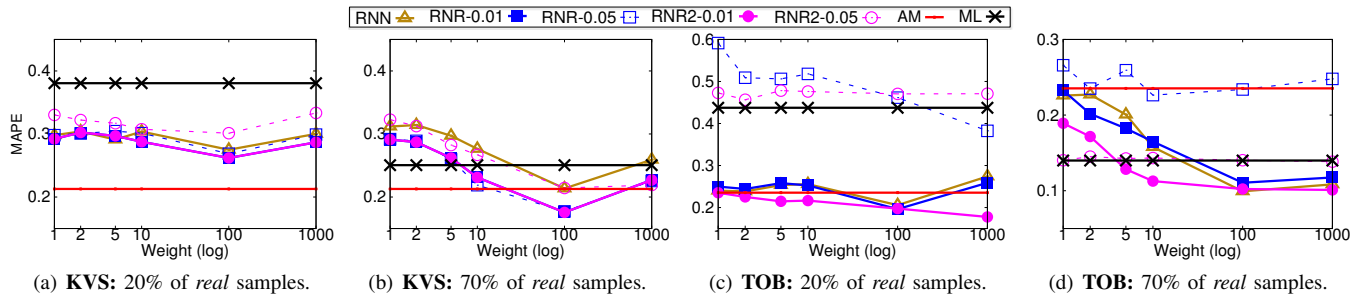 RNN RNR-0.01 RNR-0.05 RNR2-0.01 RNR2-0.05 AM ML
MAPE
0.4
0.3
0.2
1 2 5 10 100 1000
Weight (log)
(a) KVS: 20% of real samples.
0.4
0.3
0.2
1 2 5 10 100 1000
Weight (log)
(b) KVS: 70% of real samples.
0.6
0.5
0.4
0.3
0.2
1 2 5 10 100 1000
Weight (log)
(c) TOB: 20% of real samples.
0.3
0.2
0.1
1 2 5 10 100 1000
Weight (log)
(d) TOB: 70% of real samples.